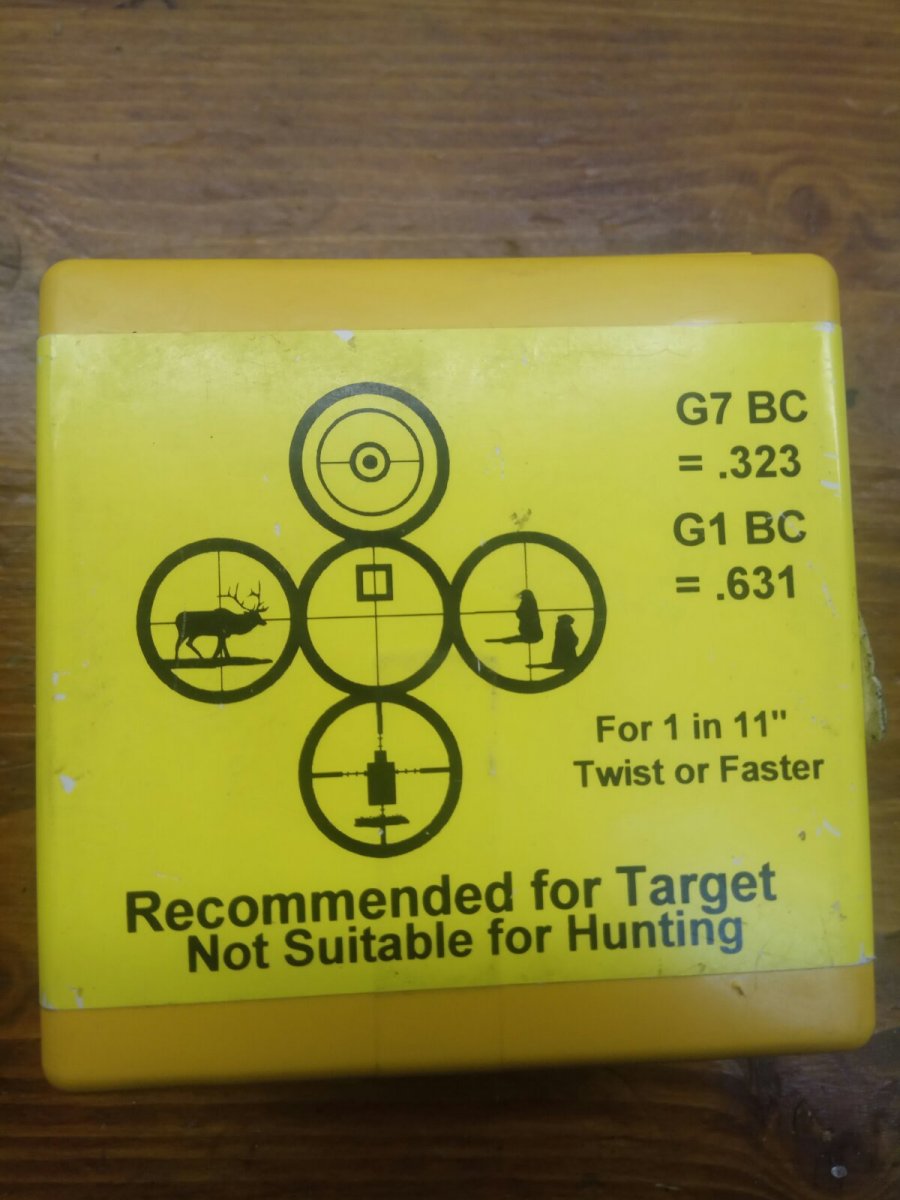 G7 BC
= .323
G1 BC
= .631
For 1 in 11"
Twist or Faster
Recommended for Target
Not Suitable for Hunting